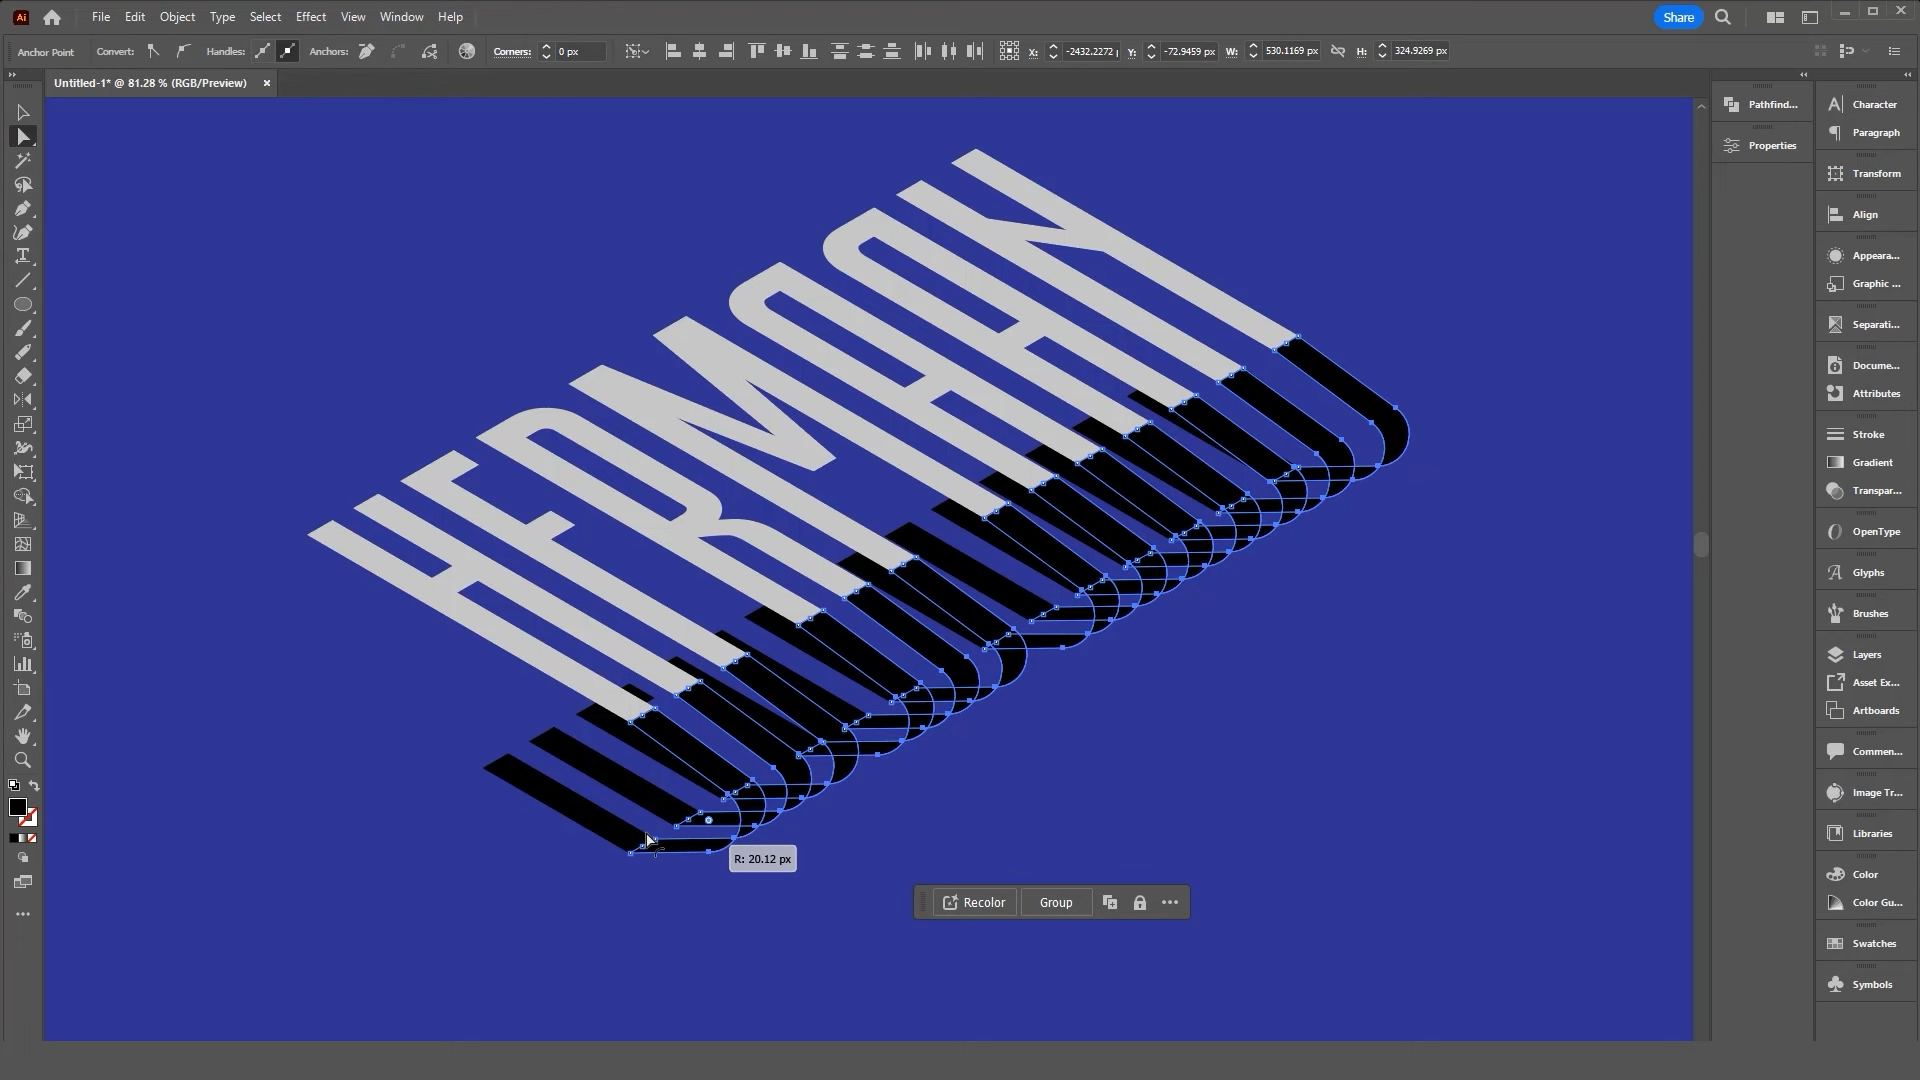 Ai File Edit Object Type Select Effect View Window Help Share
Anchor Point Convert: Handles: Anchors: Corners: 0 px X: -2432.2272 Y: -72.9459 px W: 530.1169 px H: 324.9269 px
Untitled-1* @ 81.28 % (RGB/Preview) ×
Pathfind...
Properties
Character
Paragraph
Transform
Align
Appeara...
Graphic ...
Separati...
Docume...
Attributes
Stroke
Gradient
Transpar...
OpenType
Glyphs
Brushes
Layers
Asset Ex...
Artboards
Commen...
Image Tr...
Libraries
Color
Color Gu...
Swatches
Symbols
HERMAAY
R: 20.12 px
Recolor Group